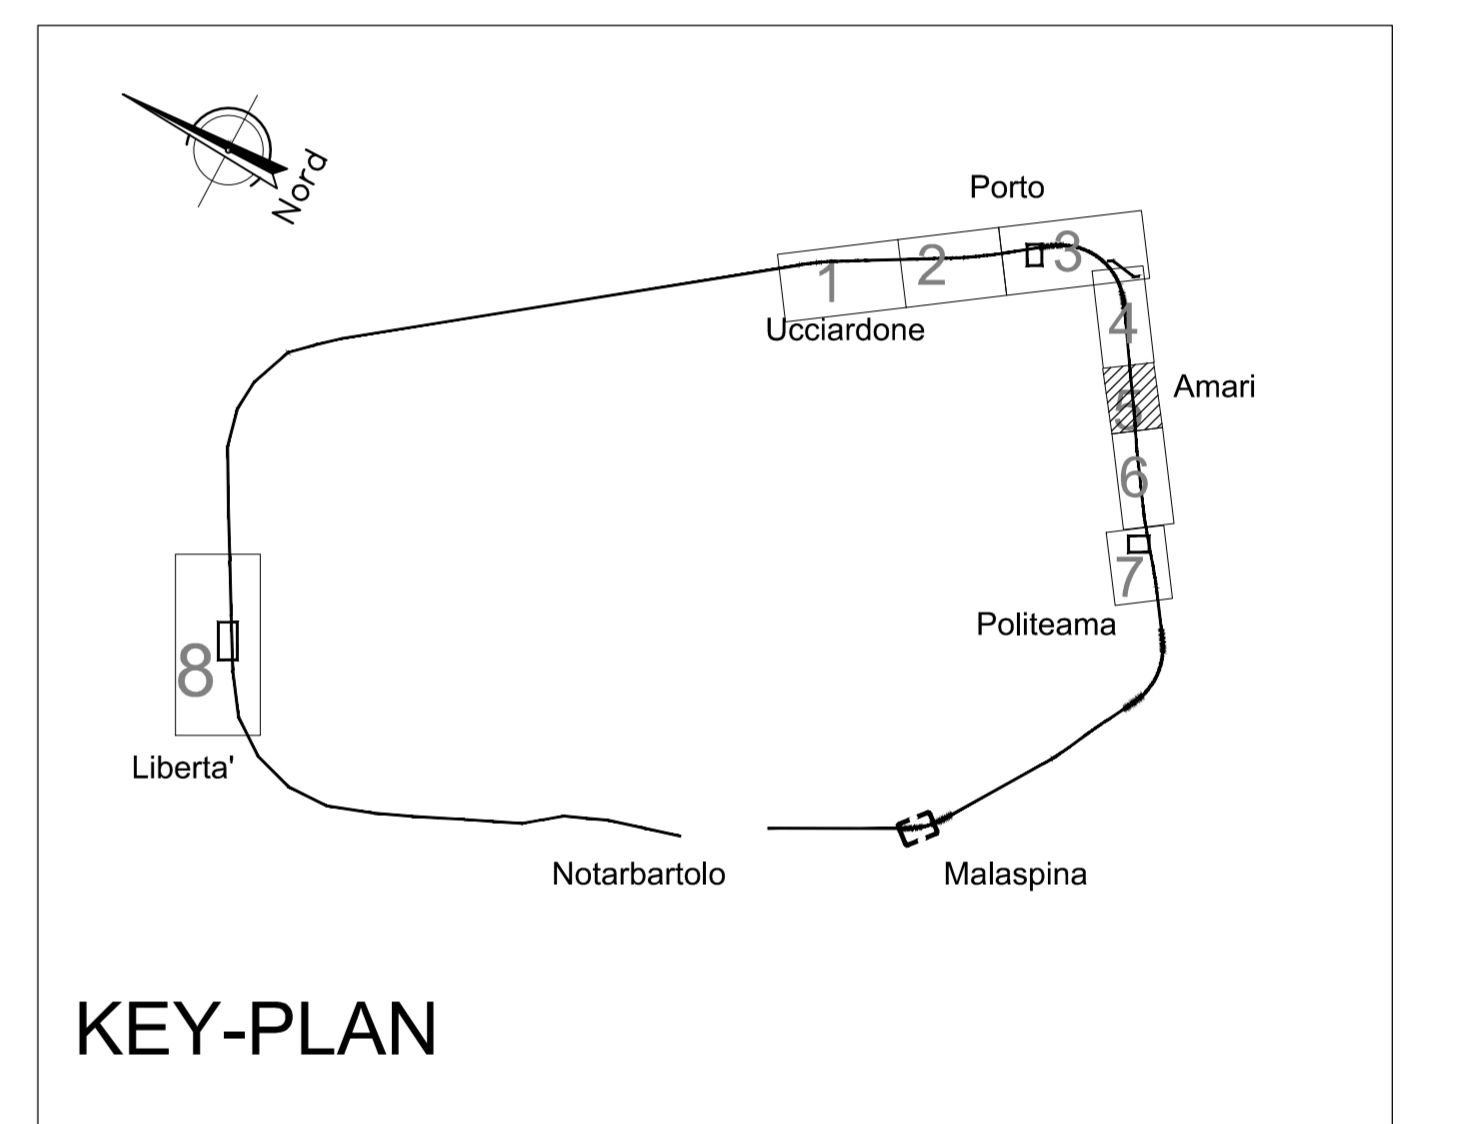 Nord
Porto
1
2
3
Ucciardone
4
Amari
5
6
7
Politeama
8
Liberta'
Notarbartolo
Malaspina
KEY-PLAN